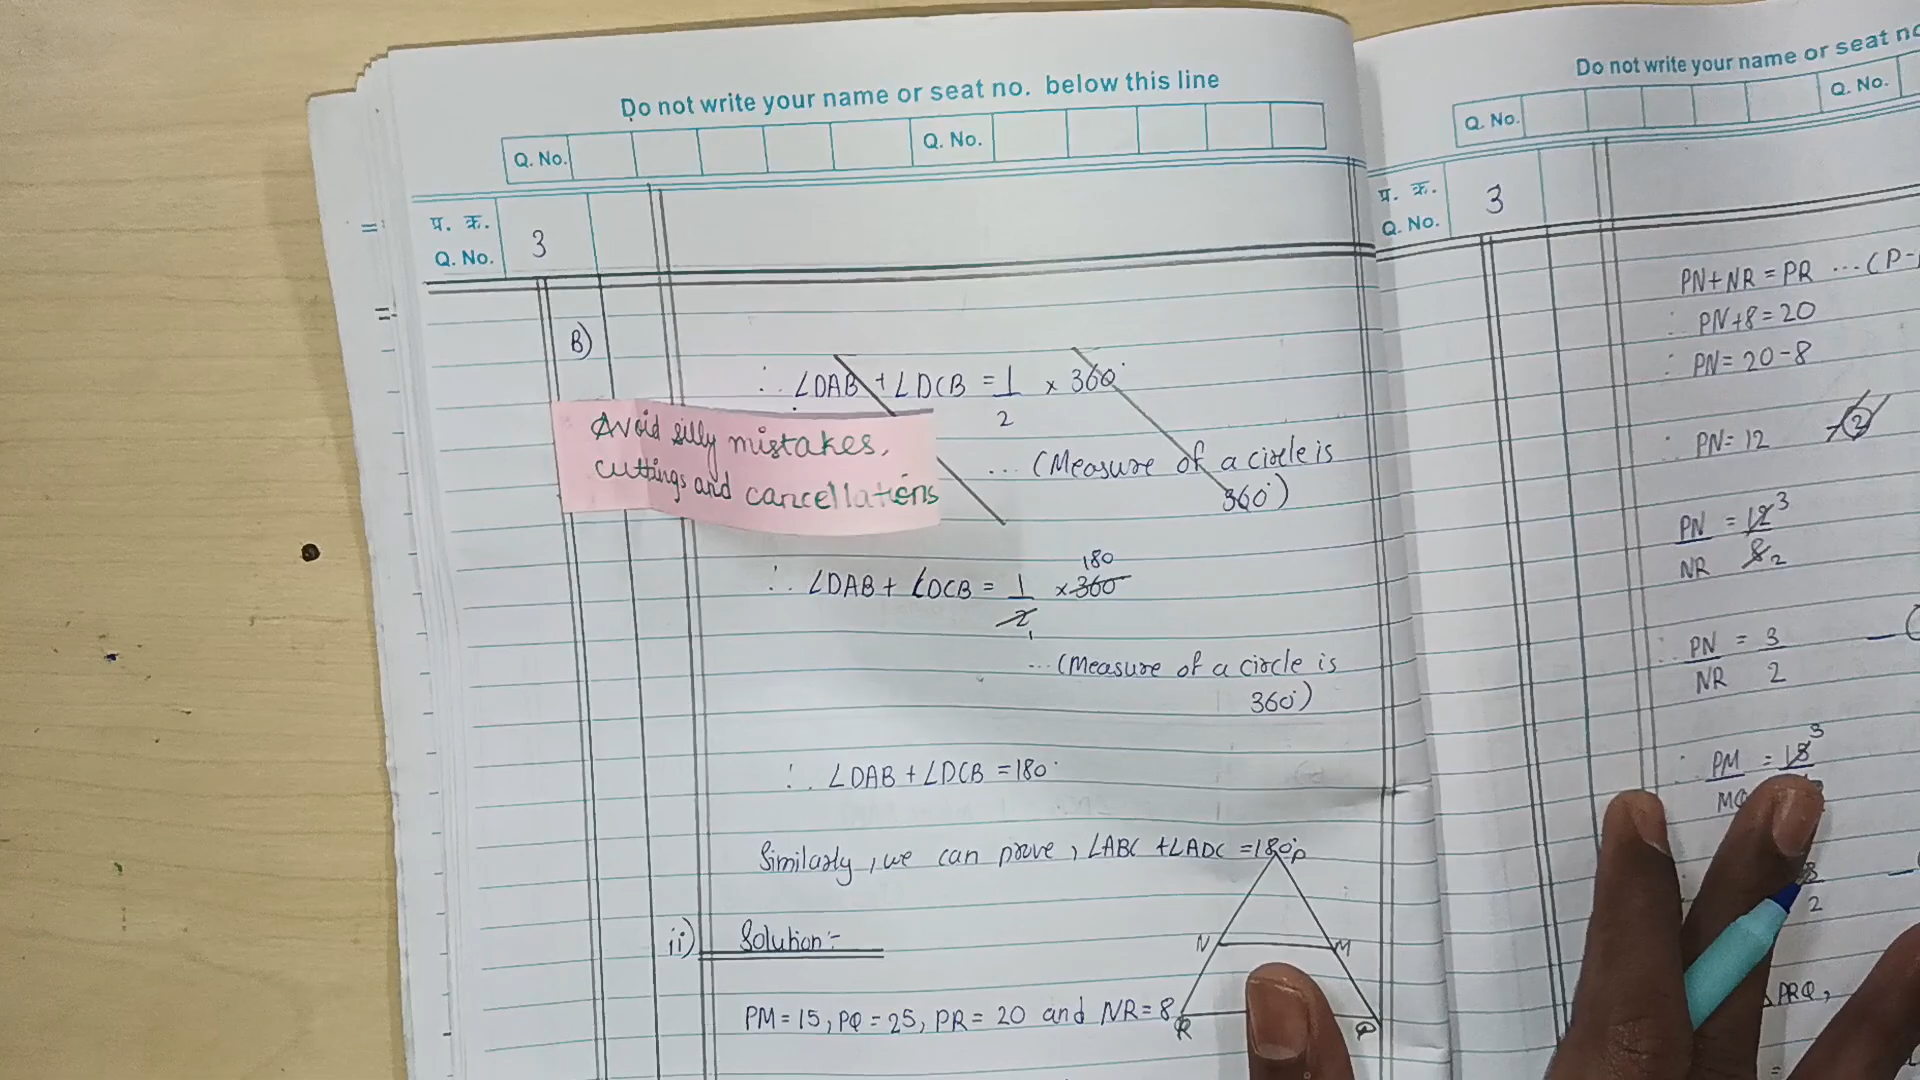 Do not write your name or seat no. below this line
Q. No. Q. No.
प्र. क्र.
Q. No. 3
B)
∴ ∠DAB + ∠DCB = 1/2 × 360°
Avoid silly mistakes,
cuttings and cancellations
... (Measure of a circle is
360°)
∴ ∠DAB + ∠DCB = 1/2 1 × 360 180
... (Measure of a circle is
360°)
∴ ∠DAB + ∠DCB = 180°
Similarly, we can prove, ∠ABC + ∠ADC = 180°
P
ii) Solution:-
N M
PM = 15, PQ = 25, PR = 20 and NR = 8
R Q
Do not write your name or seat
Q. No. Q. No.
प्र. क्र.
Q. No. 3
PN+NR = PR ...(P-
∴ PN+8 = 20
∴ PN = 20-8
∴ PN = 12
PN/NR = 12 3/8 2
∴ PN/NR = 3/2
∴ PM = 3
2
PRQ,